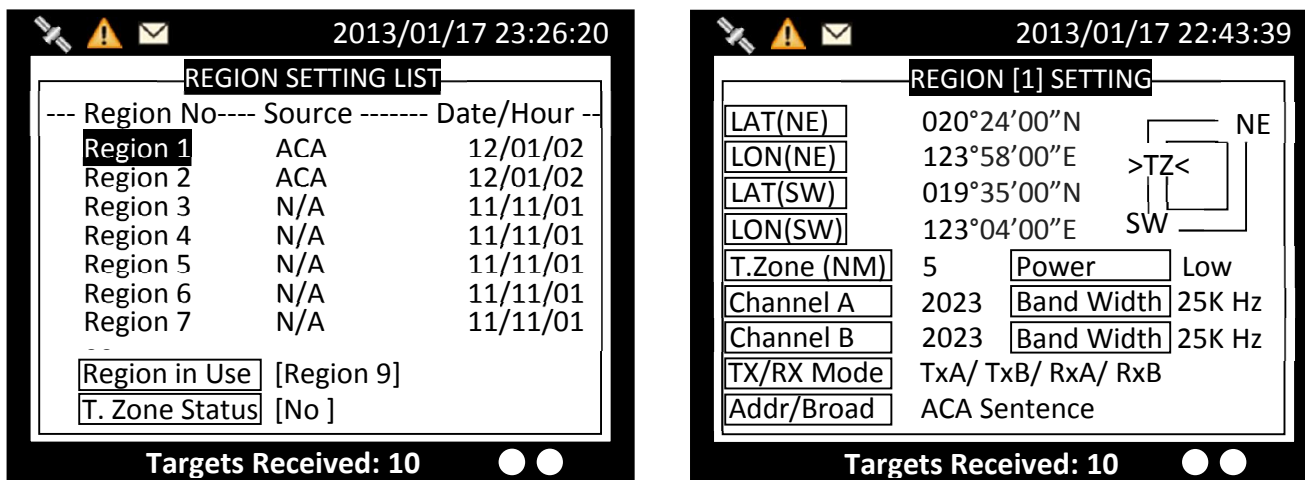 2013/01/17 23:26:20
REGION SETTING LIST
--- Region No---- Source ------- Date/Hour --
Region 1 ACA 12/01/02
Region 2 ACA 12/01/02
Region 3 N/A 11/11/01
Region 4 N/A 11/11/01
Region 5 N/A 11/11/01
Region 6 N/A 11/11/01
Region 7 N/A 11/11/01
Region in Use [Region 9]
T. Zone Status [No ]
Targets Received: 10
2013/01/17 22:43:39
REGION [1] SETTING
LAT(NE) 020°24’00”N NE
LON(NE) 123°58’00”E >TZ<
LAT(SW) 019°35’00”N
LON(SW) 123°04’00”E SW
T.Zone (NM) 5 Power Low
Channel A 2023 Band Width 25K Hz
Channel B 2023 Band Width 25K Hz
TX/RX Mode TxA/ TxB/ RxA/ RxB
Addr/Broad ACA Sentence
Targets Received: 10